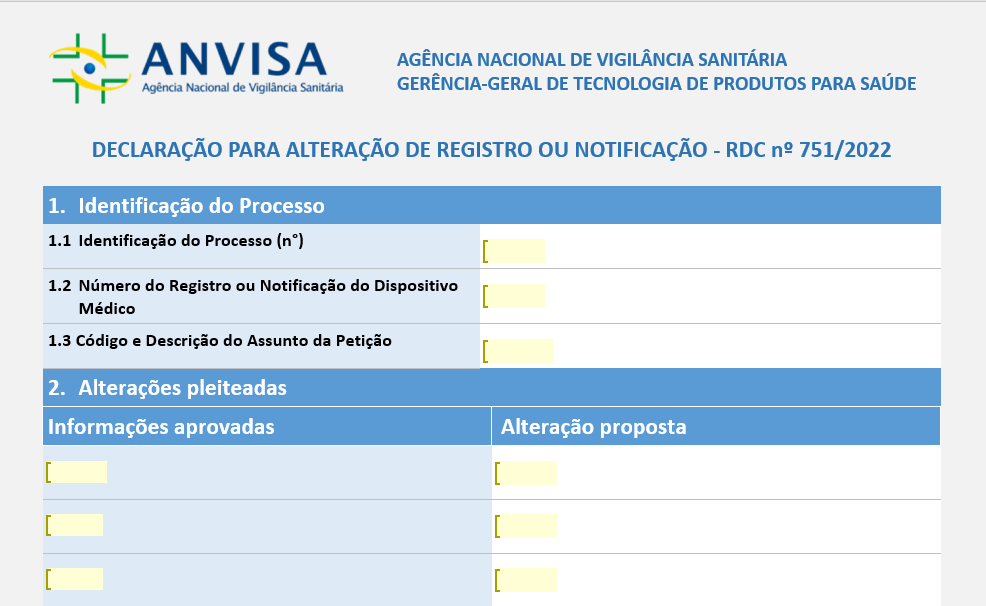 ANVISA
Agência Nacional de Vigilância Sanitária
AGÊNCIA NACIONAL DE VIGILÂNCIA SANITÁRIA
GERÊNCIA-GERAL DE TECNOLOGIA DE PRODUTOS PARA SAÚDE
DECLARAÇÃO PARA ALTERAÇÃO DE REGISTRO OU NOTIFICAÇÃO - RDC nº 751/2022
1. Identificação do Processo
1.1 Identificação do Processo (n°)
1.2 Número do Registro ou Notificação do Dispositivo
Médico
1.3 Código e Descrição do Assunto da Petição
2. Alterações pleiteadas
Informações aprovadas
Alteração proposta